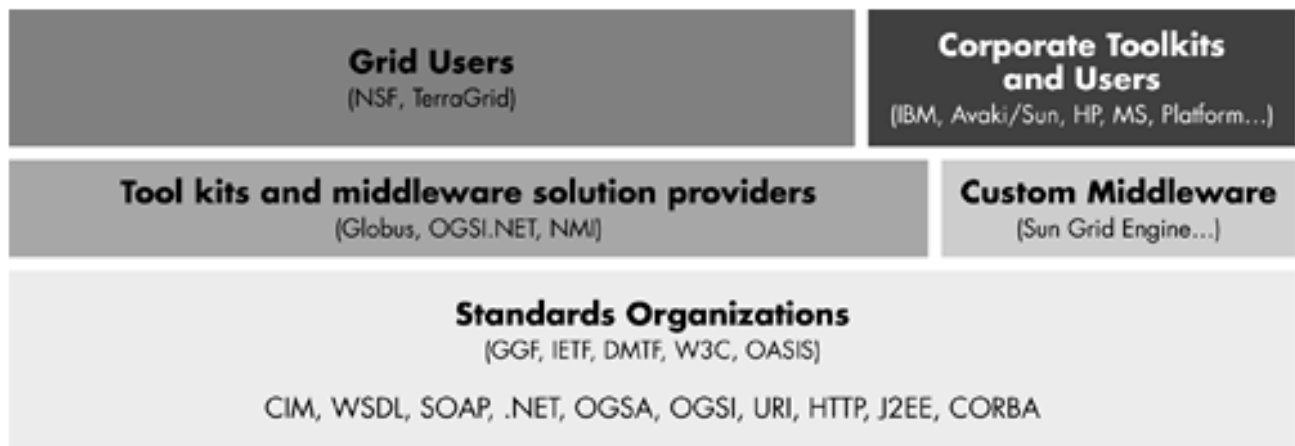 Grid Users
(NSF, TerraGrid)
Corporate Toolkits
and Users
(IBM, Avaki/Sun, HP, MS, Platform...)
Tool kits and middleware solution providers
(Globus, OGSI.NET, NMI)
Custom Middleware
(Sun Grid Engine...)
Standards Organizations
(GGF, IETF, DMTF, W3C, OASIS)
CIM, WSDL, SOAP, .NET, OGSA, OGSI, URI, HTTP, J2EE, CORBA